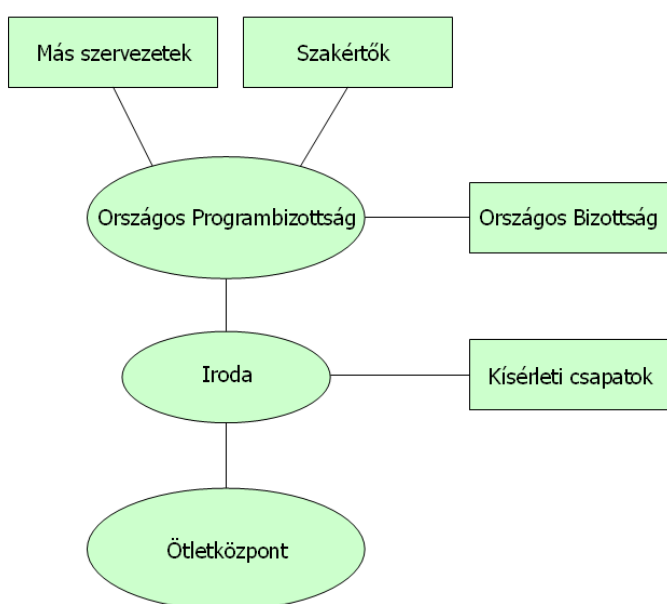 Más szervezetek
Szakértők
Országos Programbizottság
Országos Bizottság
Iroda
Kísérleti csapatok
Ötletközpont